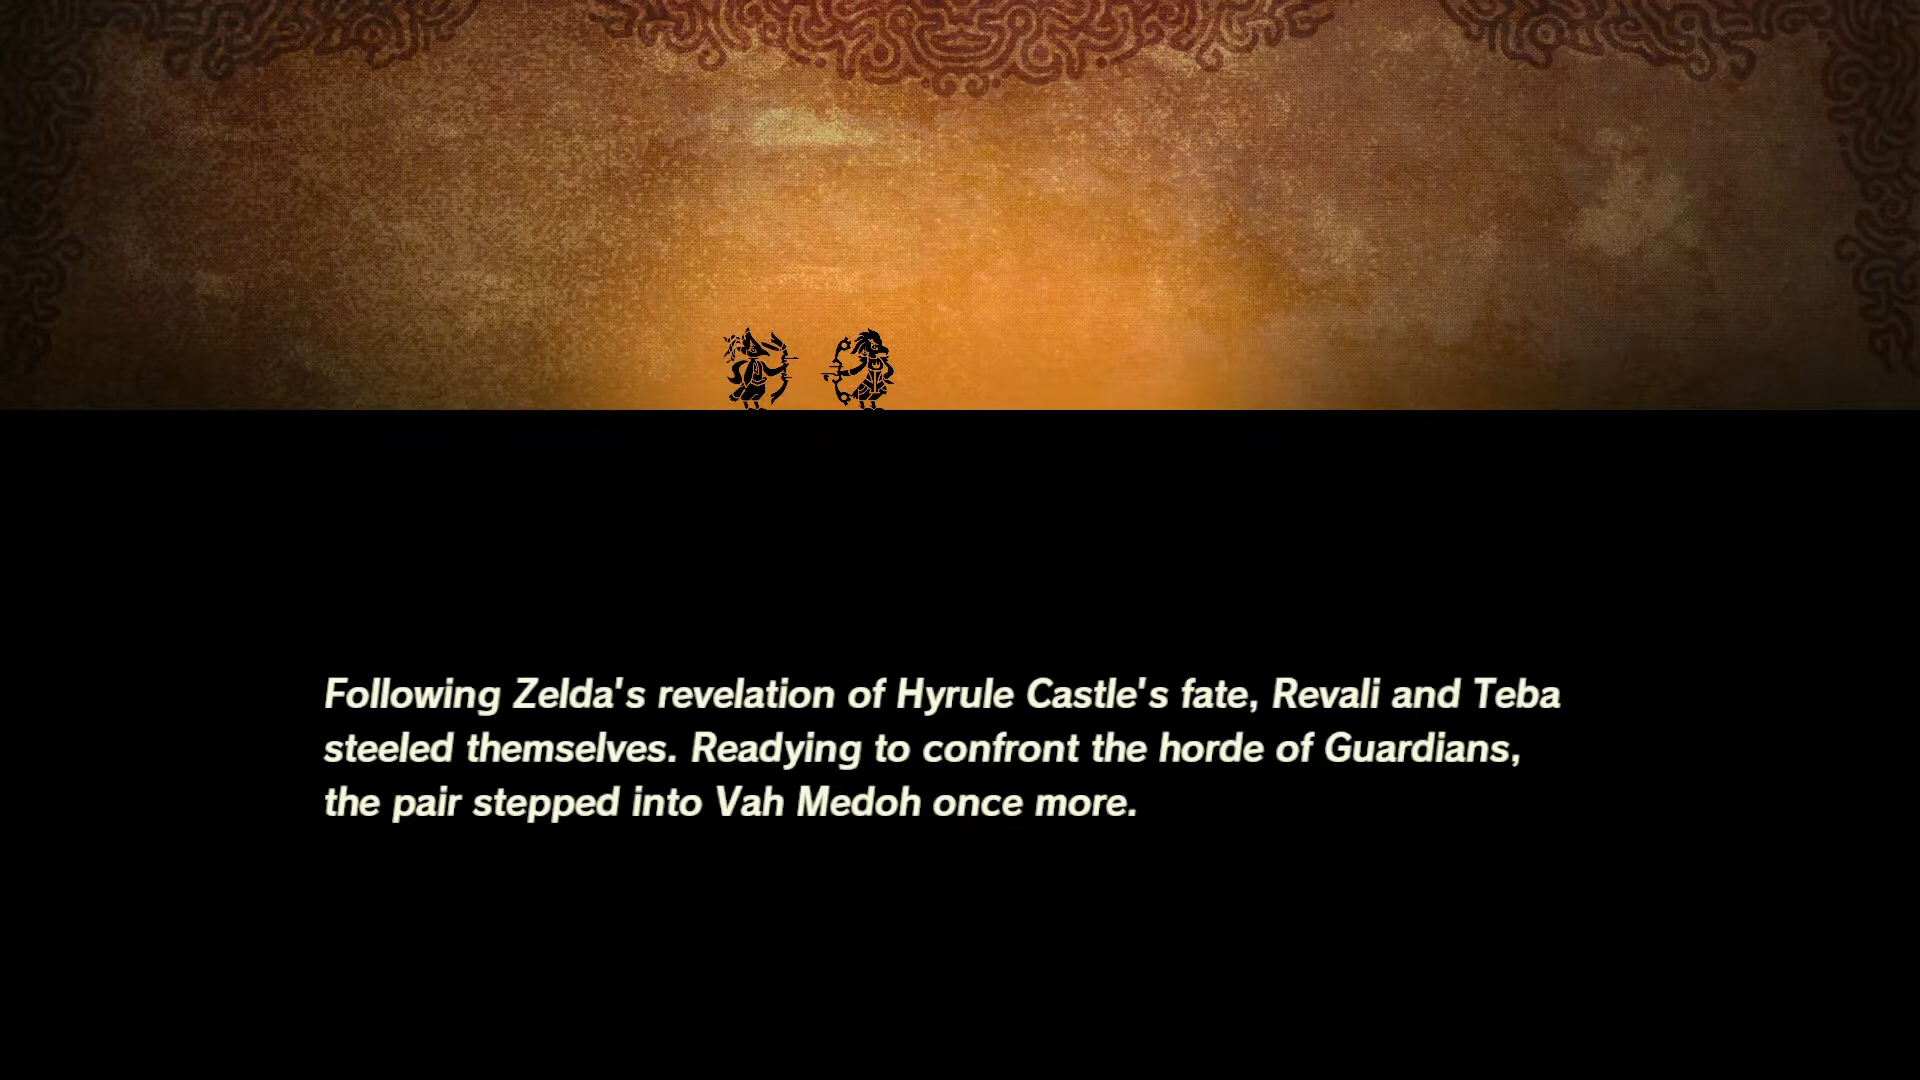 Following Zelda's revelation of Hyrule Castle's fate, Revali and Teba
steeled themselves. Readying to confront the horde of Guardians,
the pair stepped into Vah Medoh once more.